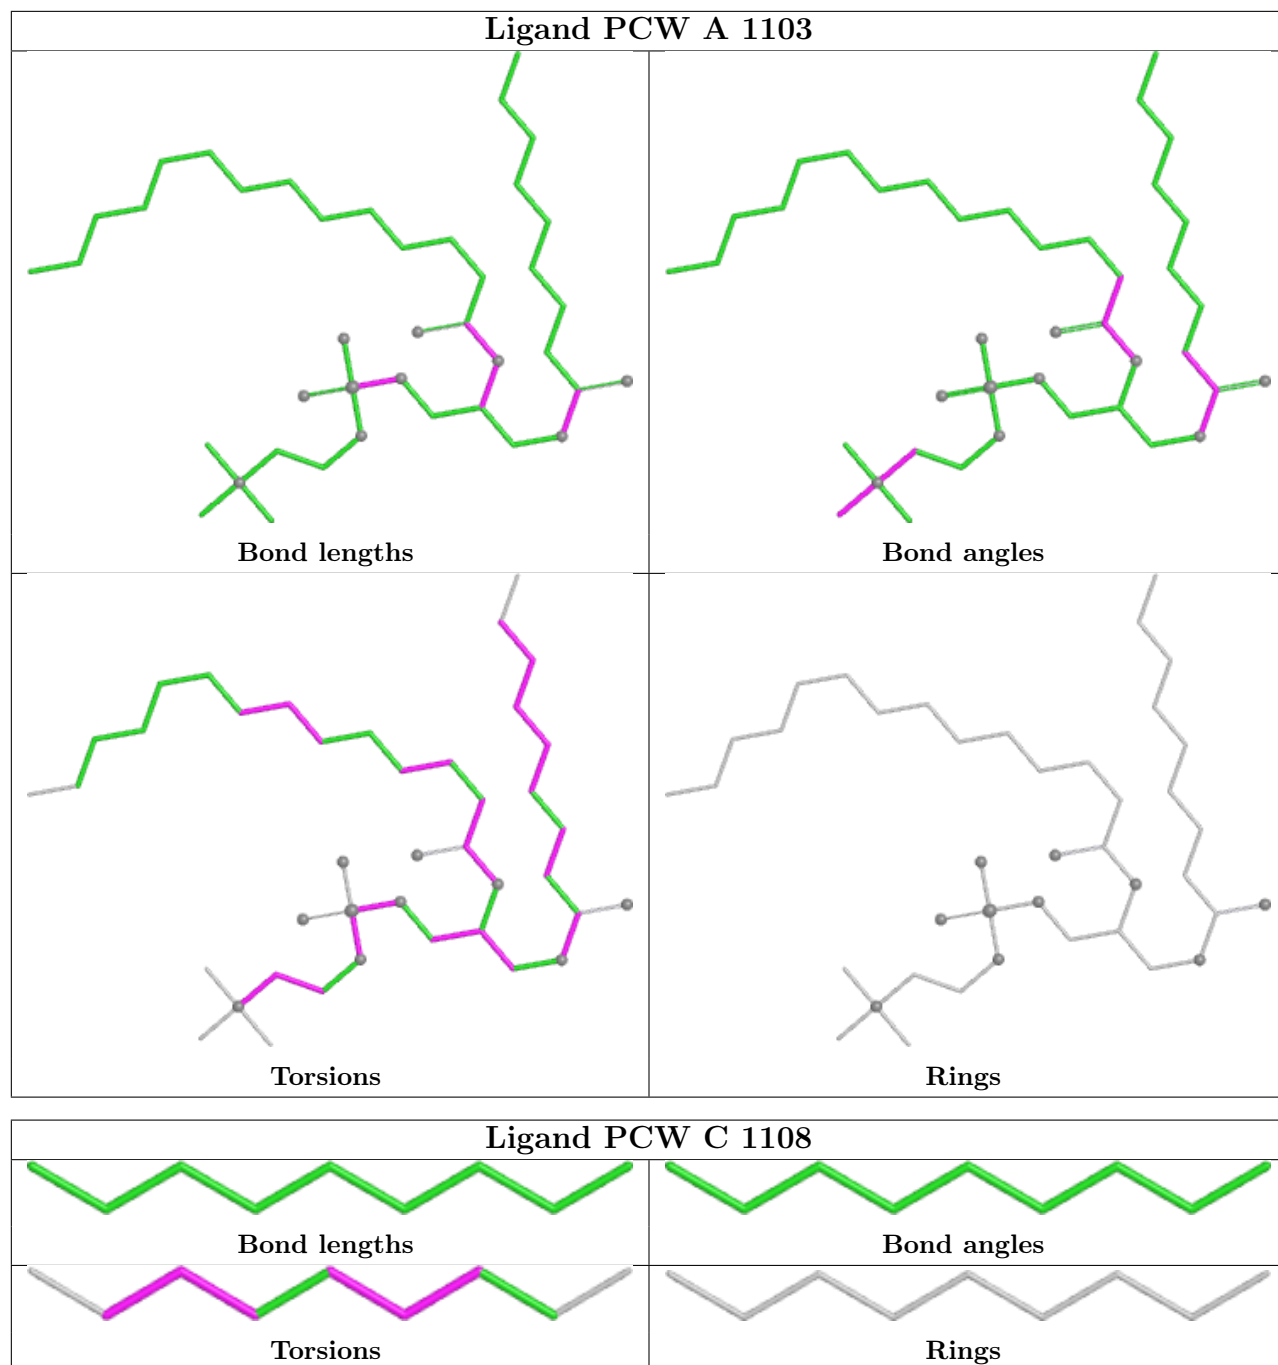 Ligand PCW A 1103
Bond lengths
Bond angles
Torsions
Rings
Ligand PCW C 1108
Bond lengths
Bond angles
Torsions
Rings